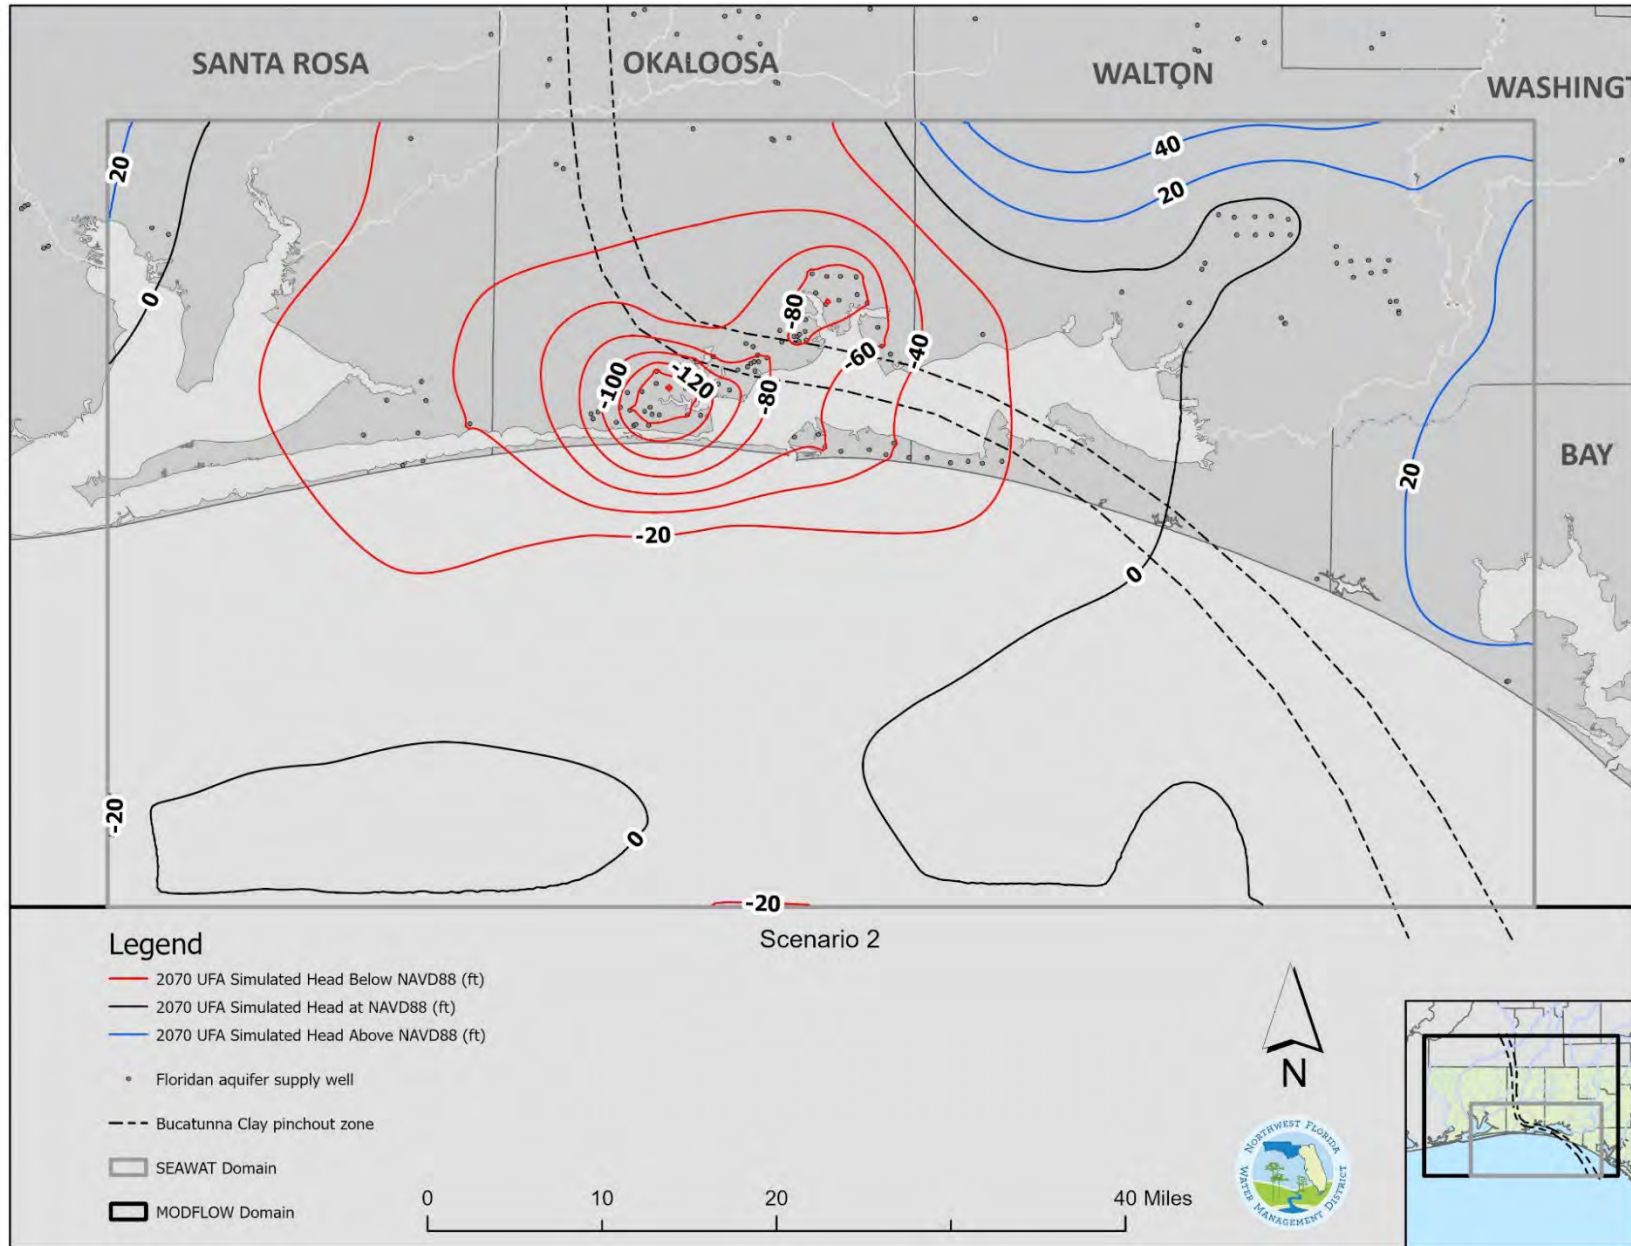 SANTA ROSA
OKALOOSA
WALTON
WASHINGT
40
20
20
0
-80
-60
-40
-100
-120
-80
20
BAY
-20
0
-20
0
-20
Scenario 2
Legend
2070 UFA Simulated Head Below NAVD88 (ft)
2070 UFA Simulated Head at NAVD88 (ft)
2070 UFA Simulated Head Above NAVD88 (ft)
Floridan aquifer supply well
Bucatunna Clay pinchout zone
SEAWAT Domain
MODFLOW Domain
0 10 20 40 Miles
N
NORTHWEST FLORIDA
WATER MANAGEMENT DISTRICT